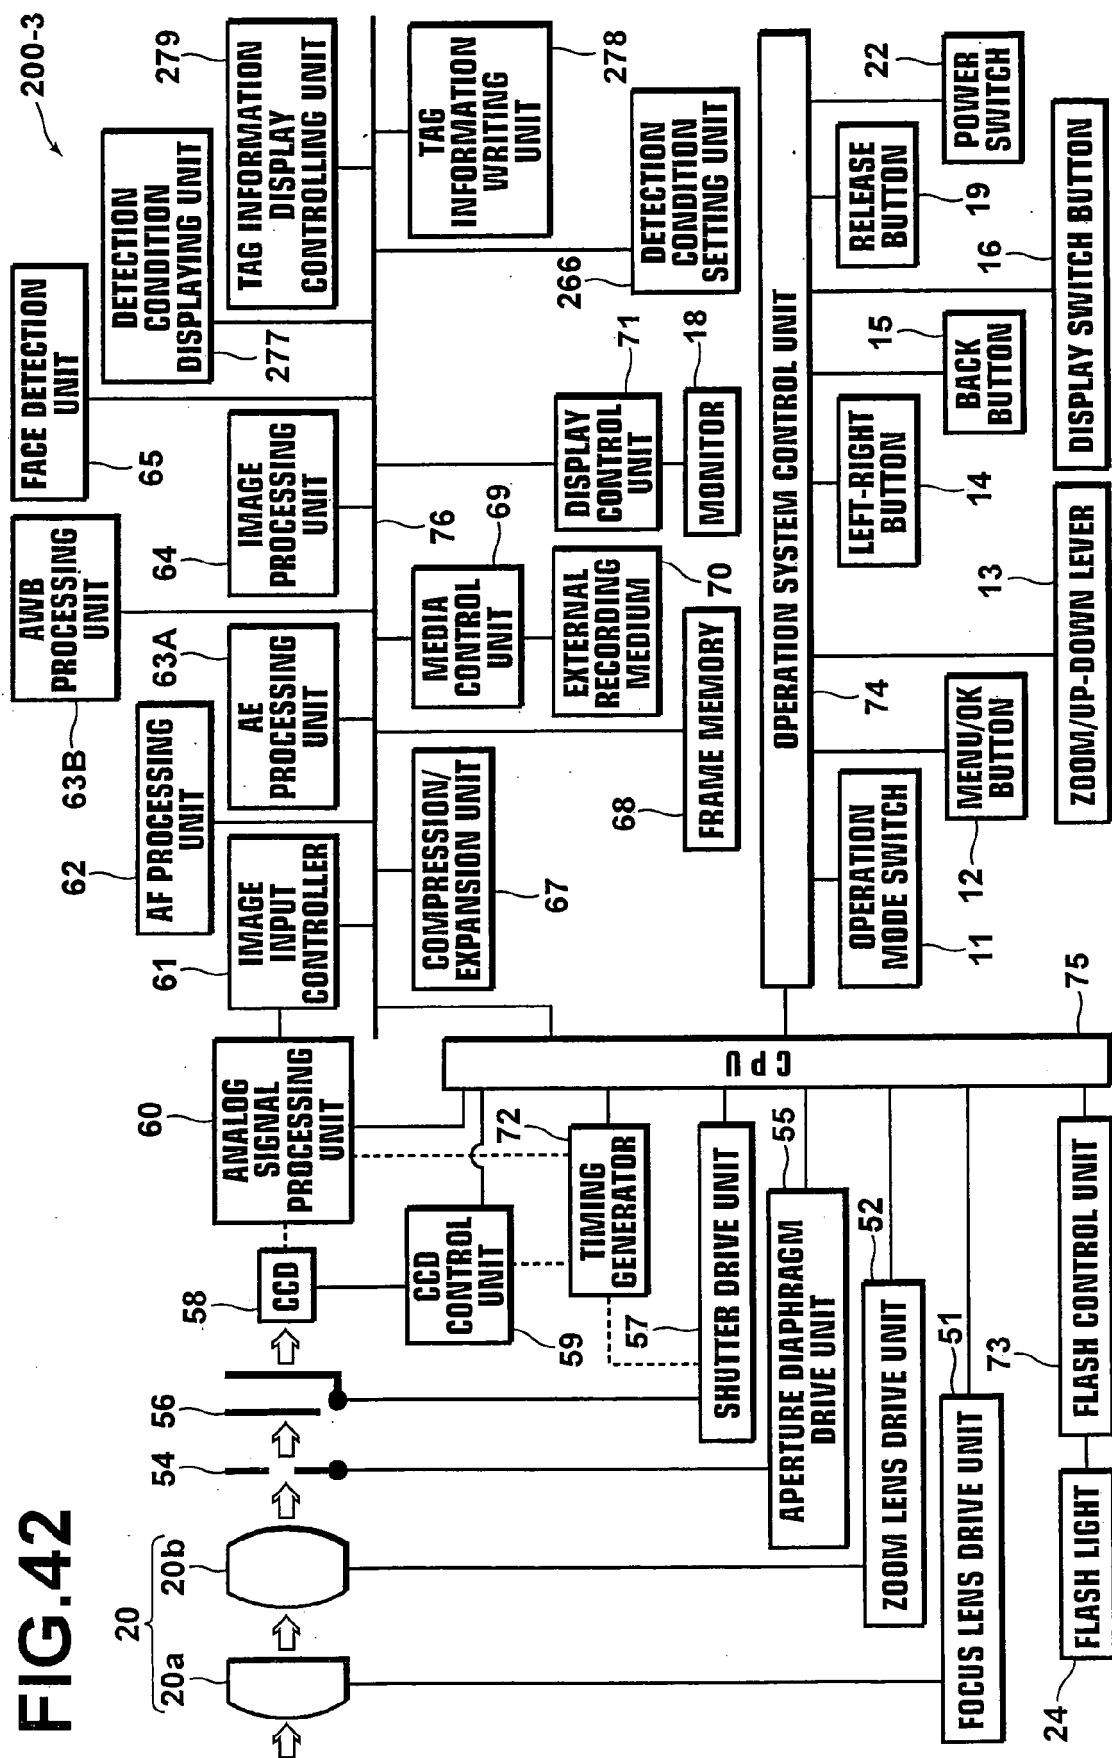 FIG.42
200-3
20
20a
20b
54
56
58
CCD
60
ANALOG
SIGNAL
PROCESSING
UNIT
61
IMAGE
INPUT
CONTROLLER
62
AF PROCESSING
UNIT
63A
AE
PROCESSING
UNIT
63B
AWB
PROCESSING
UNIT
64
IMAGE
PROCESSING
UNIT
65
FACE DETECTION
UNIT
277
DETECTION
CONDITION
DISPLAYING UNIT
279
TAG INFORMATION
DISPLAY
CONTROLLING UNIT
76
59
CCD
CONTROL
UNIT
72
TIMING
GENERATOR
67
COMPRESSION/
EXPANSION UNIT
69
MEDIA
CONTROL
UNIT
70
EXTERNAL
RECORDING
MEDIUM
68
FRAME MEMORY
71
DISPLAY
CONTROL
UNIT
18
MONITOR
278
TAG
INFORMATION
WRITING
UNIT
266
DETECTION
CONDITION
SETTING UNIT
57
SHUTTER DRIVE UNIT
55
APERTURE DIAPHRAGM
DRIVE UNIT
52
ZOOM LENS DRIVE UNIT
51
FOCUS LENS DRIVE UNIT
73
FLASH CONTROL UNIT
24
FLASH LIGHT
75
CPU
74
OPERATION SYSTEM CONTROL UNIT
11
OPERATION
MODE SWITCH
12
MENU/OK
BUTTON
13
ZOOM/UP-DOWN LEVER
14
LEFT-RIGHT
BUTTON
15
BACK
BUTTON
16
DISPLAY SWITCH BUTTON
19
RELEASE
BUTTON
22
POWER
SWITCH